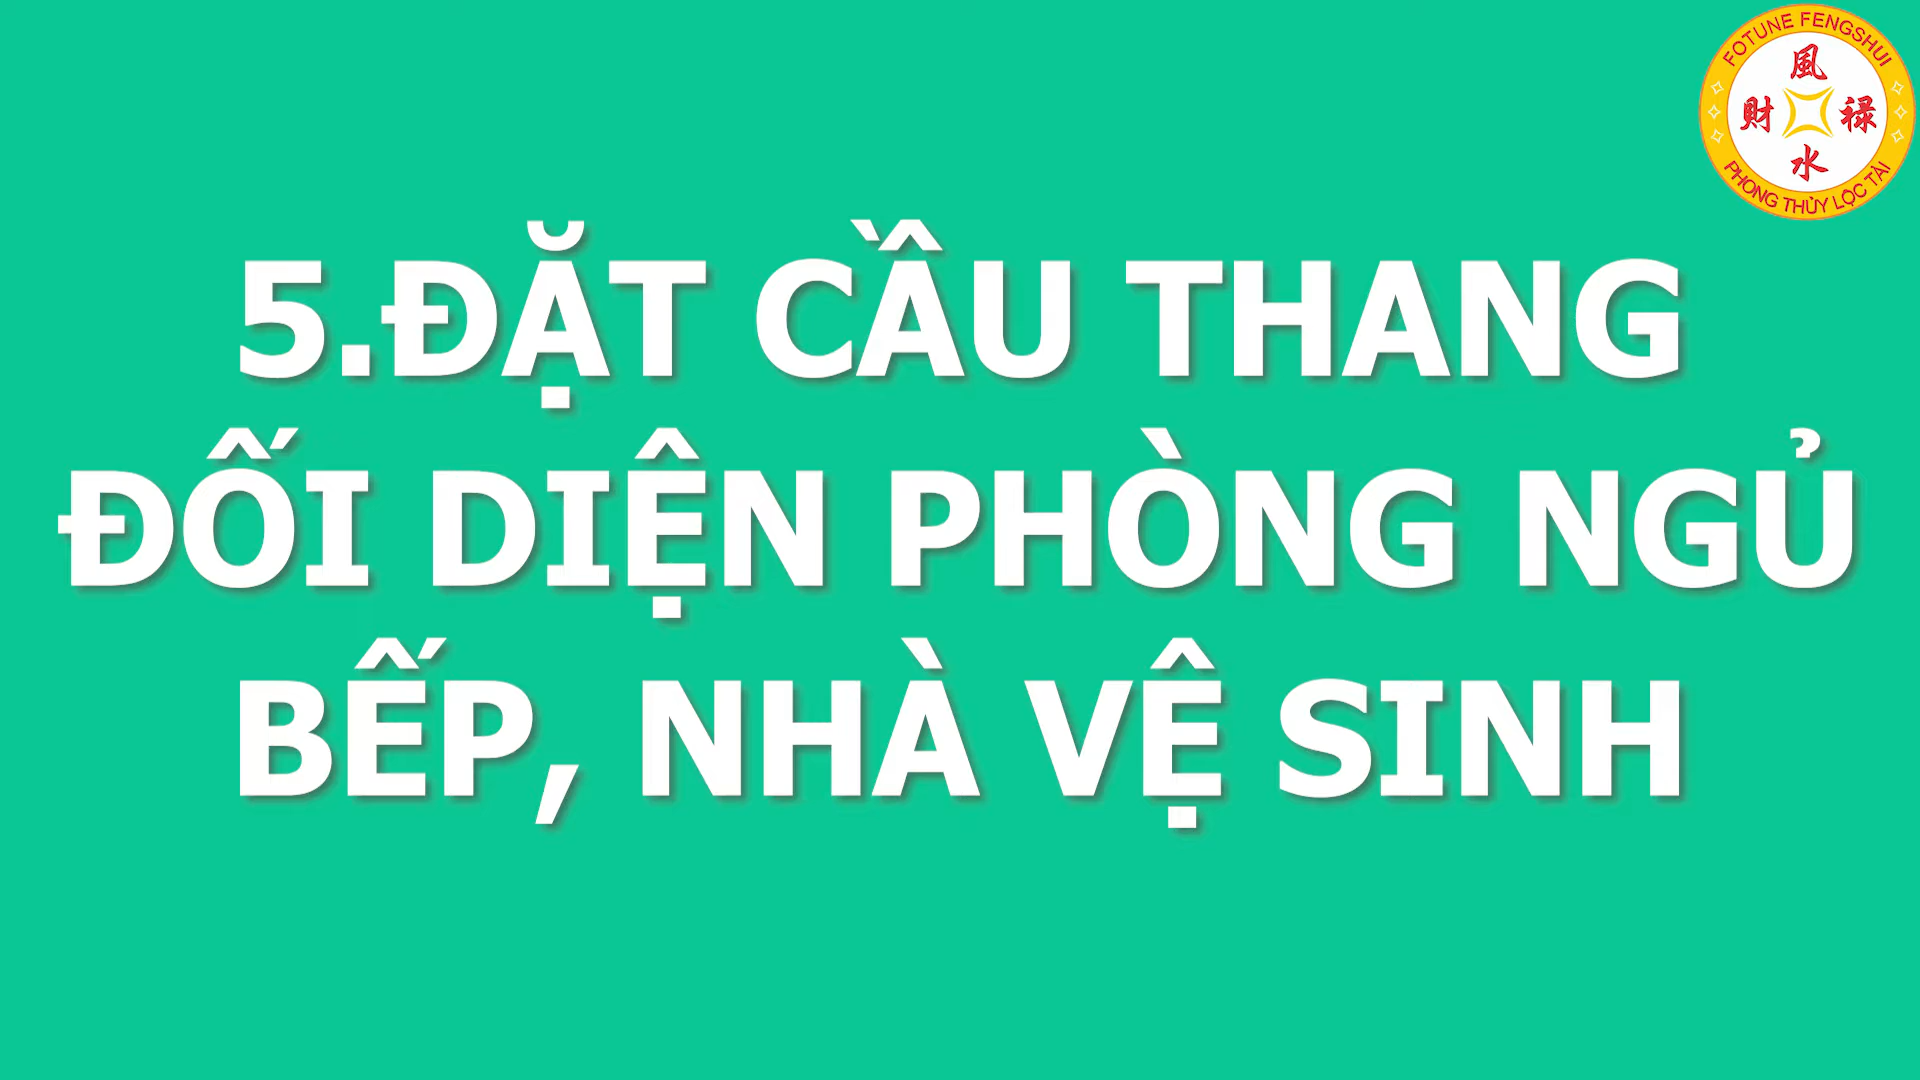 FOTUNE FENGSHUI
風
財 禄
水
PHONG THỦY LỘC TÀI
5.ĐẶT CẦU THANG
ĐỐI DIỆN PHÒNG NGỦ
BẾP, NHÀ VỆ SINH